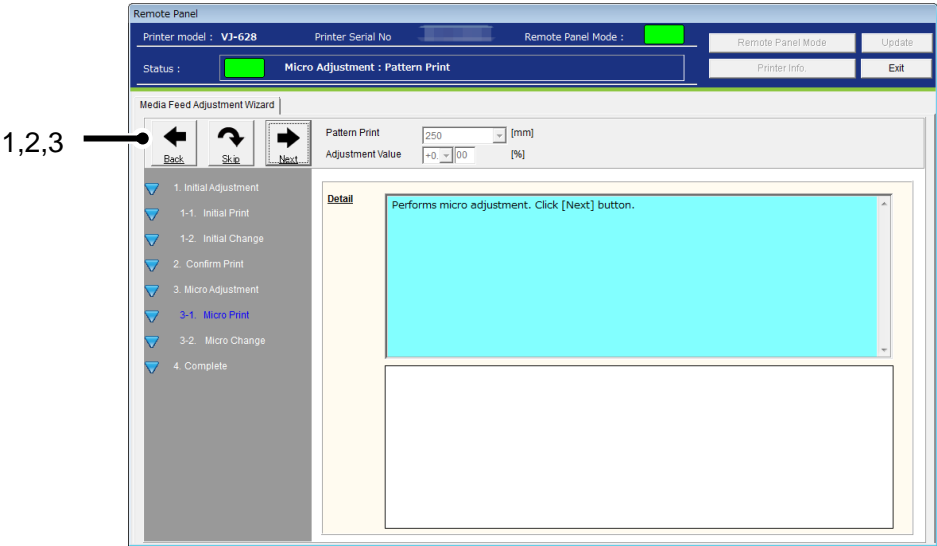 Remote Panel
Printer model : VJ-628 Printer Serial No Remote Panel Mode :
Remote Panel Mode Update
Status : Micro Adjustment : Pattern Print
Printer Info. Exit
Media Feed Adjustment Wizard
1,2,3
Back Skip Next
Pattern Print 250 [mm]
Adjustment Value +0. 00 [%]
1. Initial Adjustment
1-1. Initial Print
1-2. Initial Change
2. Confirm Print
3. Micro Adjustment
3-1. Micro Print
3-2. Micro Change
4. Complete
Detail
Performs micro adjustment. Click [Next] button.